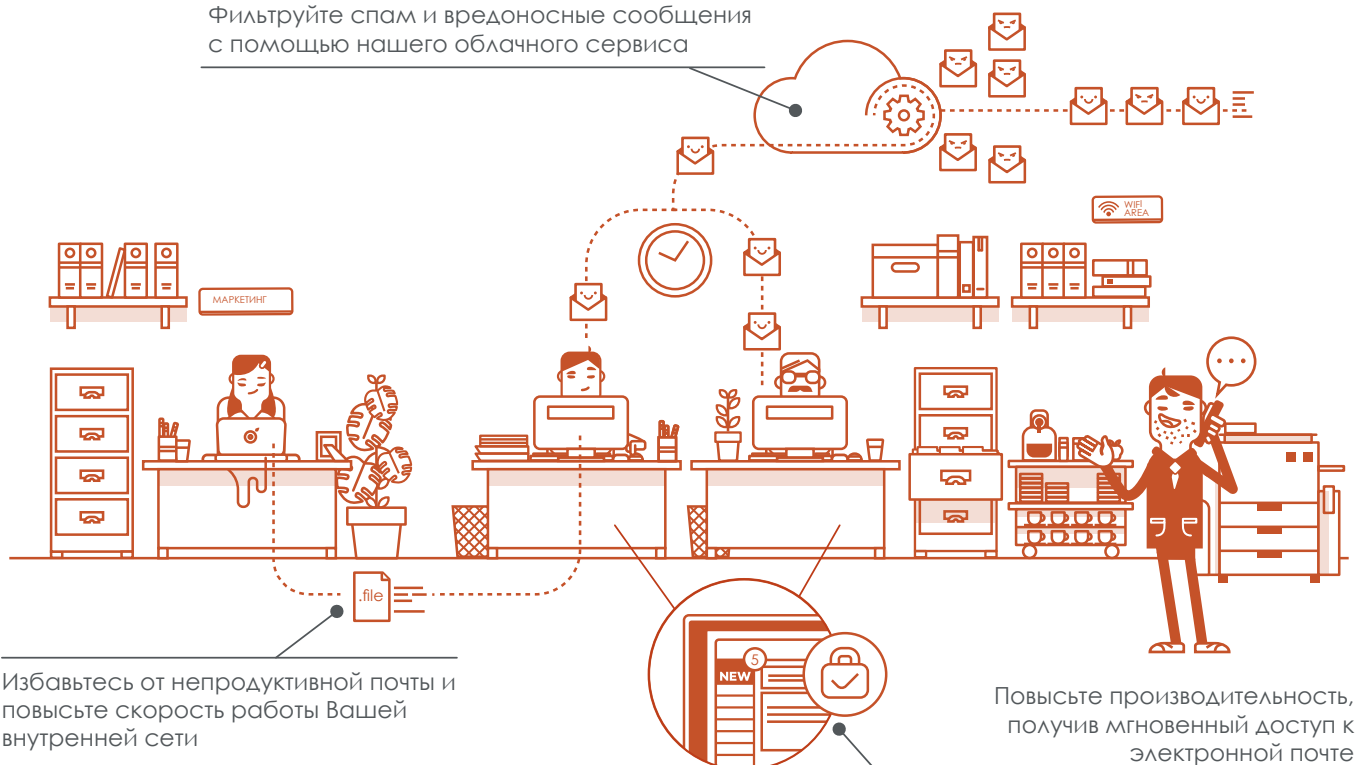 Фильтруйте спам и вредоносные сообщения
с помощью нашего облачного сервиса
WIFI
AREA
МАРКЕТИНГ
.file
5
NEW
Избавьтесь от непродуктивной почты и
повысьте скорость работы Вашей
внутренней сети
Повысьте производительность,
получив мгновенный доступ к
электронной почте